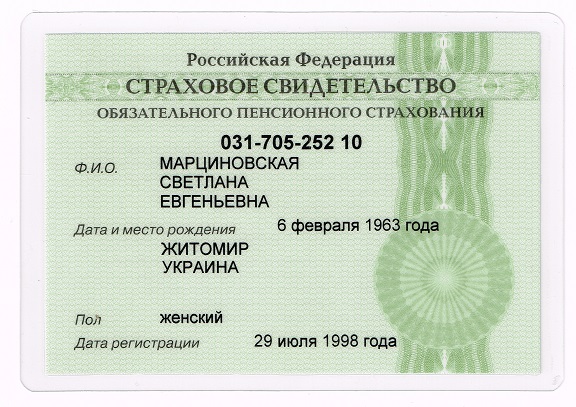 Российская Федерация
СТРАХОВОЕ СВИДЕТЕЛЬСТВО
ОБЯЗАТЕЛЬНОГО ПЕНСИОННОГО СТРАХОВАНИЯ
031-705-252 10
Ф.И.О. МАРЦИНОВСКАЯ
СВЕТЛАНА
ЕВГЕНЬЕВНА
Дата и место рождения 6 февраля 1963 года
ЖИТОМИР
УКРАИНА
Пол женский
Дата регистрации 29 июля 1998 года